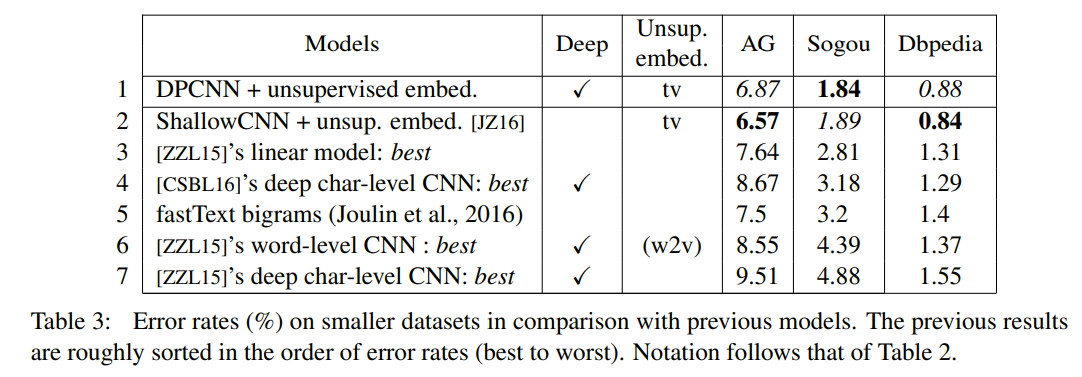 Models Deep Unsup. embed. AG Sogou Dbpedia
1 DPCNN + unsupervised embed. ✓ tv 6.87 1.84 0.88
2 ShallowCNN + unsup. embed. [JZ16] tv 6.57 1.89 0.84
3 [ZZL15]'s linear model: best 7.64 2.81 1.31
4 [CSBL16]'s deep char-level CNN: best ✓ 8.67 3.18 1.29
5 fastText bigrams (Joulin et al., 2016) 7.5 3.2 1.4
6 [ZZL15]'s word-level CNN : best ✓ (w2v) 8.55 4.39 1.37
7 [ZZL15]'s deep char-level CNN: best ✓ 9.51 4.88 1.55
Table 3: Error rates (%) on smaller datasets in comparison with previous models. The previous results
are roughly sorted in the order of error rates (best to worst). Notation follows that of Table 2.